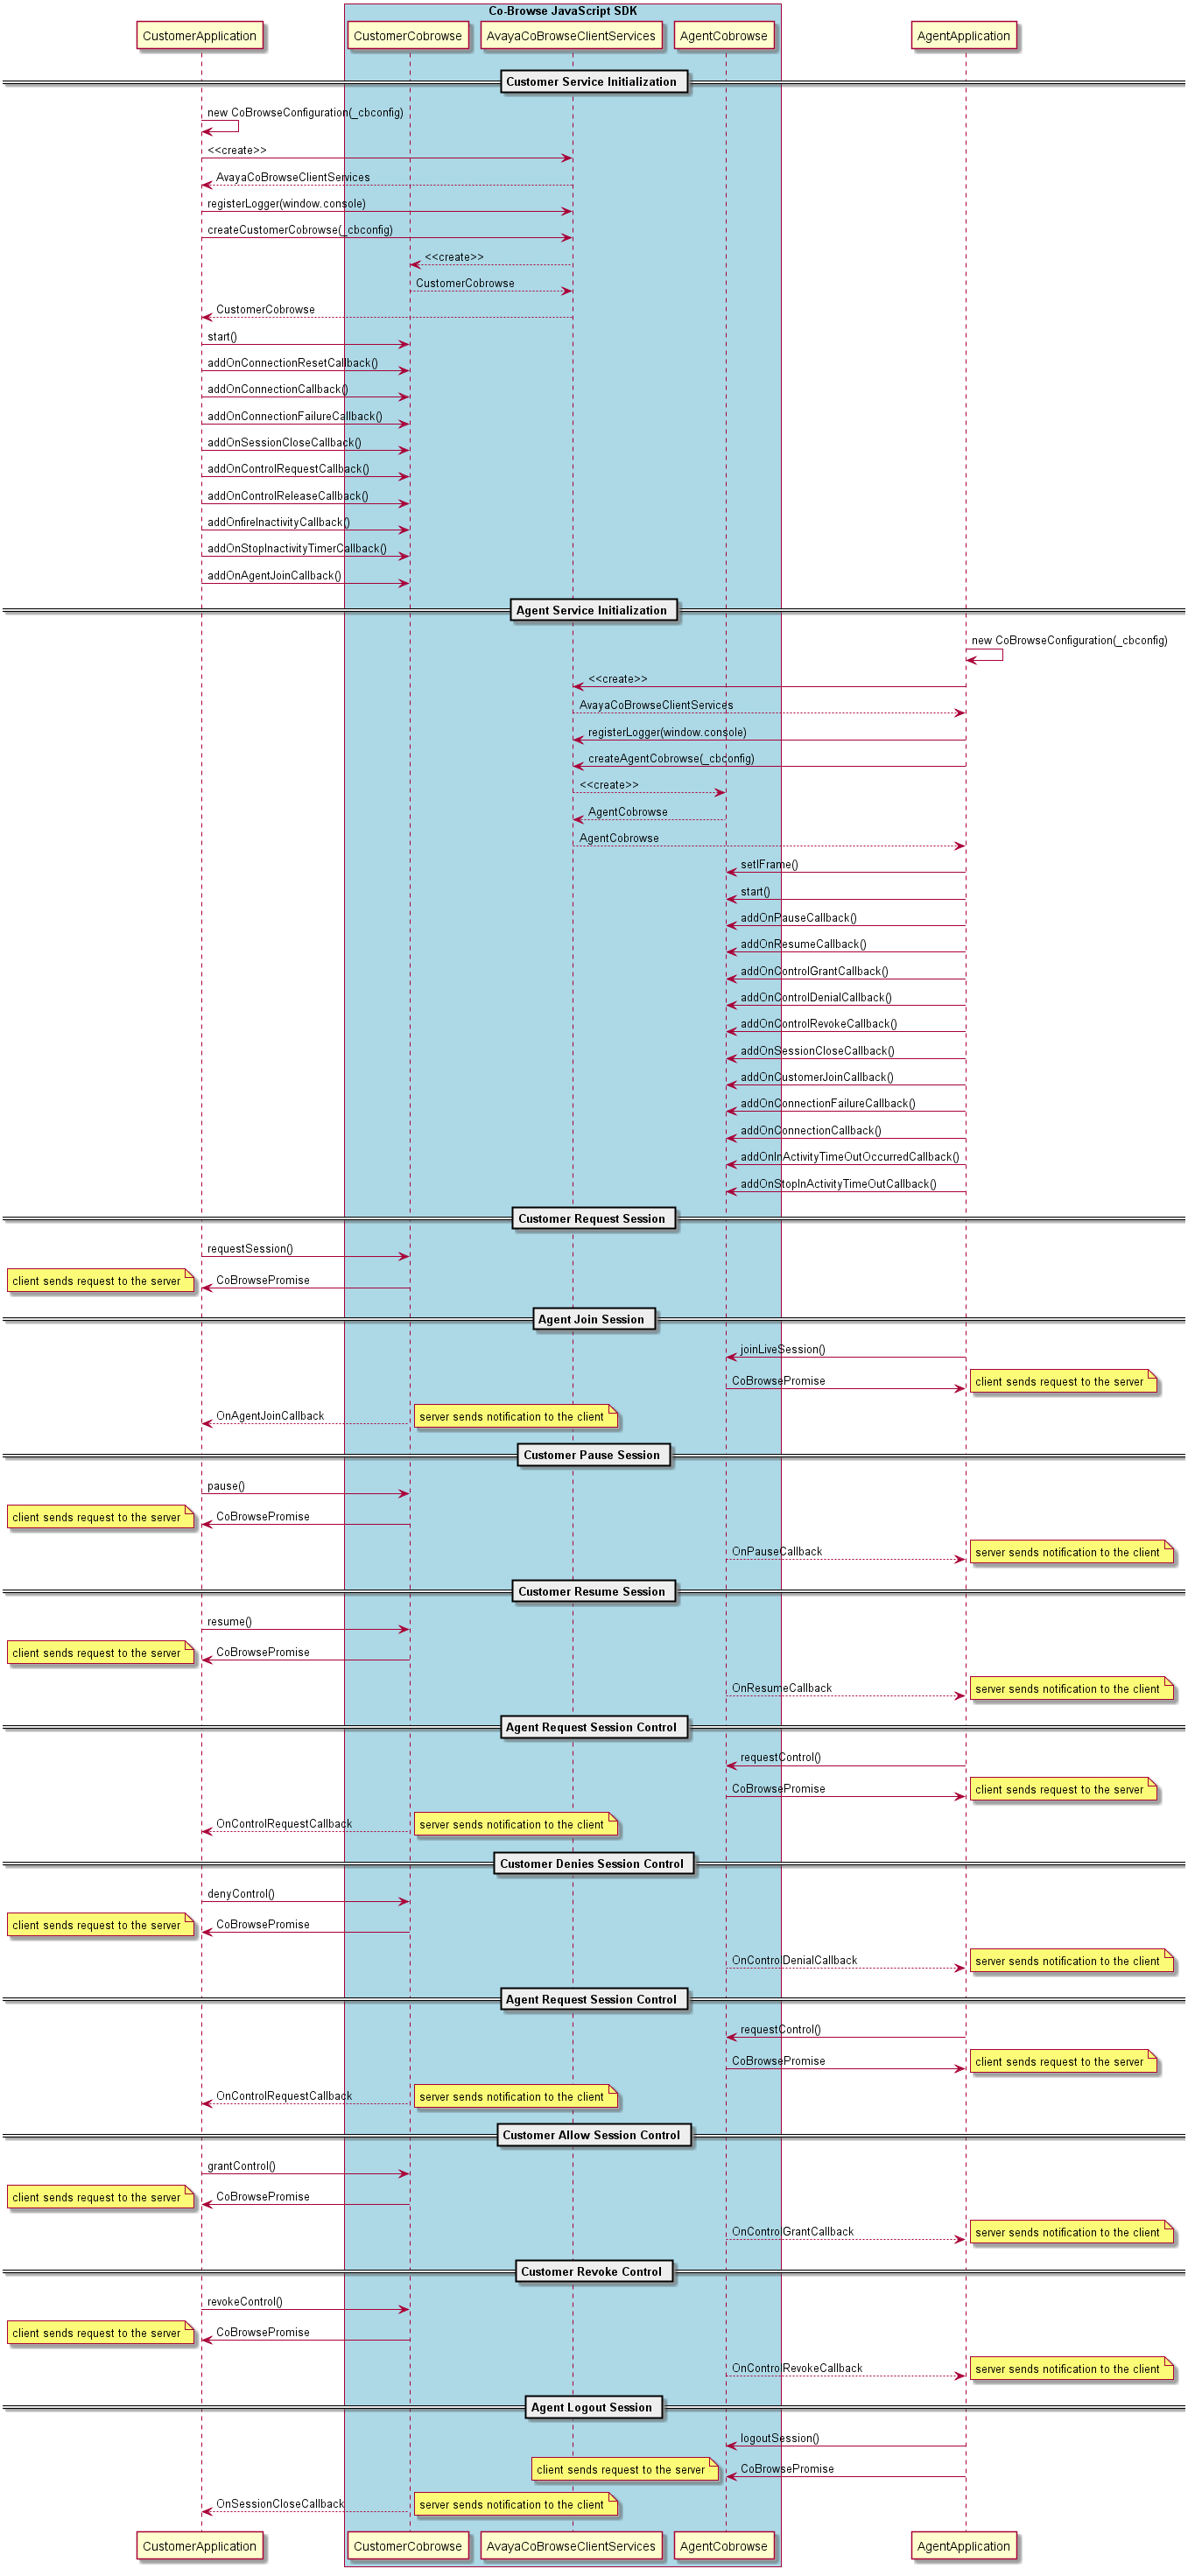 Co-Browse JavaScript SDK
CustomerApplication
CustomerCobrowse
AvayaCoBrowseClientServices
AgentCobrowse
AgentApplication
Customer Service Initialization
new CoBrowseConfiguration(_cbconfig)
<<create>>
AvayaCoBrowseClientServices
registerLogger(window.console)
createCustomerCobrowse(_cbconfig)
<<create>>
CustomerCobrowse
CustomerCobrowse
start()
addOnConnectionResetCallback()
addOnConnectionCallback()
addOnConnectionFailureCallback()
addOnSessionCloseCallback()
addOnControlRequestCallback()
addOnControlReleaseCallback()
addOnfireInactivityCallback()
addOnStopInactivityTimerCallback()
addOnAgentJoinCallback()
Agent Service Initialization
new CoBrowseConfiguration(_cbconfig)
<<create>>
AvayaCoBrowseClientServices
registerLogger(window.console)
createAgentCobrowse(_cbconfig)
<<create>>
AgentCobrowse
AgentCobrowse
setIFrame()
start()
addOnPauseCallback()
addOnResumeCallback()
addOnControlGrantCallback()
addOnControlDenialCallback()
addOnControlRevokeCallback()
addOnSessionCloseCallback()
addOnCustomerJoinCallback()
addOnConnectionFailureCallback()
addOnConnectionCallback()
addOnInActivityTimeOutOccurredCallback()
addOnStopInActivityTimeOutCallback()
Customer Request Session
requestSession()
client sends request to the server
CoBrowsePromise
Agent Join Session
joinLiveSession()
CoBrowsePromise
client sends request to the server
OnAgentJoinCallback
server sends notification to the client
Customer Pause Session
pause()
client sends request to the server
CoBrowsePromise
OnPauseCallback
server sends notification to the client
Customer Resume Session
resume()
client sends request to the server
CoBrowsePromise
OnResumeCallback
server sends notification to the client
Agent Request Session Control
requestControl()
CoBrowsePromise
client sends request to the server
OnControlRequestCallback
server sends notification to the client
Customer Denies Session Control
denyControl()
client sends request to the server
CoBrowsePromise
OnControlDenialCallback
server sends notification to the client
Agent Request Session Control
requestControl()
CoBrowsePromise
client sends request to the server
OnControlRequestCallback
server sends notification to the client
Customer Allow Session Control
grantControl()
client sends request to the server
CoBrowsePromise
OnControlGrantCallback
server sends notification to the client
Customer Revoke Control
revokeControl()
client sends request to the server
CoBrowsePromise
OnControlRevokeCallback
server sends notification to the client
Agent Logout Session
logoutSession()
client sends request to the server
CoBrowsePromise
OnSessionCloseCallback
server sends notification to the client
CustomerApplication
CustomerCobrowse
AvayaCoBrowseClientServices
AgentCobrowse
AgentApplication